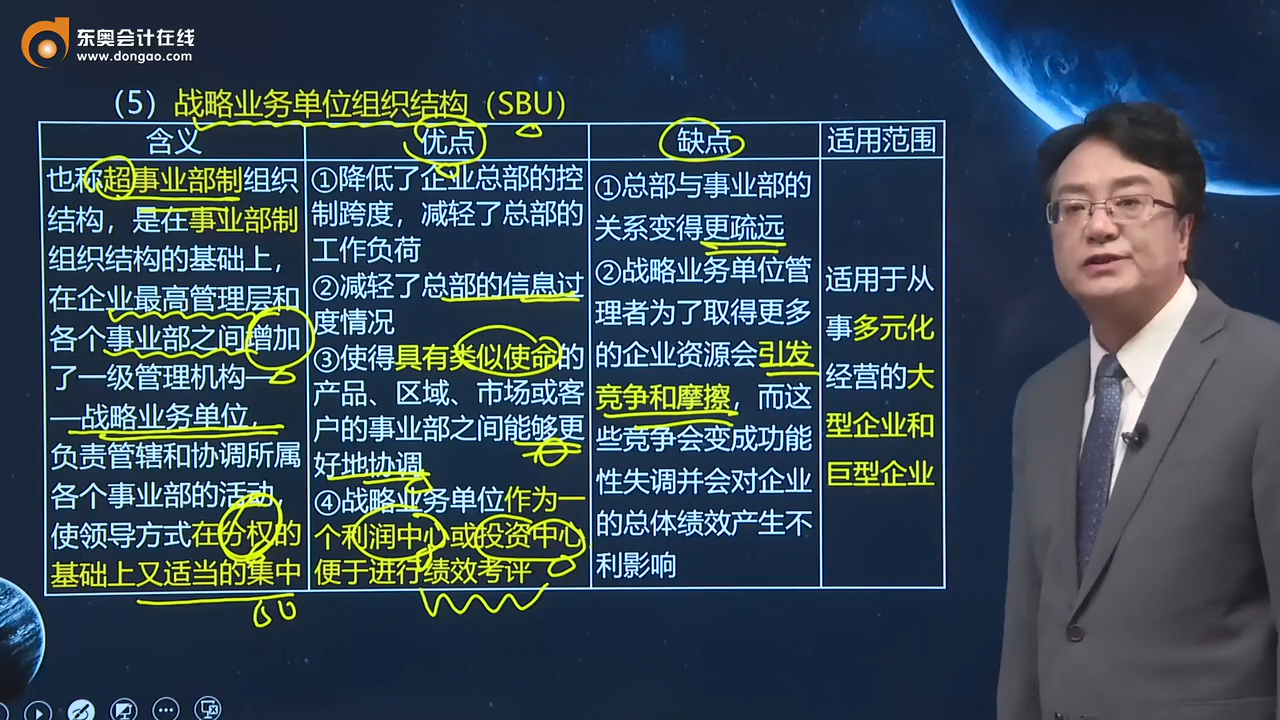 东奥会计在线
www.dongao.com
（5）战略业务单位组织结构（SBU）
含义
优点
缺点
适用范围
也称超事业部制组织
结构，是在事业部制
组织结构的基础上，
在企业最高管理层和
各个事业部之间增加
了一级管理机构—
—战略业务单位，
负责管辖和协调所属
各个事业部的活动，
使领导方式在分权的
基础上又适当的集中
①降低了企业总部的控
制跨度，减轻了总部的
工作负荷
②减轻了总部的信息过
度情况
③使得具有类似使命的
产品、区域、市场或客
户的事业部之间能够更
好地协调
④战略业务单位作为一
个利润中心或投资中心
便于进行绩效考评
①总部与事业部的
关系变得更疏远
②战略业务单位管
理者为了取得更多
的企业资源会引发
竞争和摩擦，而这
些竞争会变成功能
性失调并会对企业
的总体绩效产生不
利影响
适用于从
事多元化
经营的大
型企业和
巨型企业